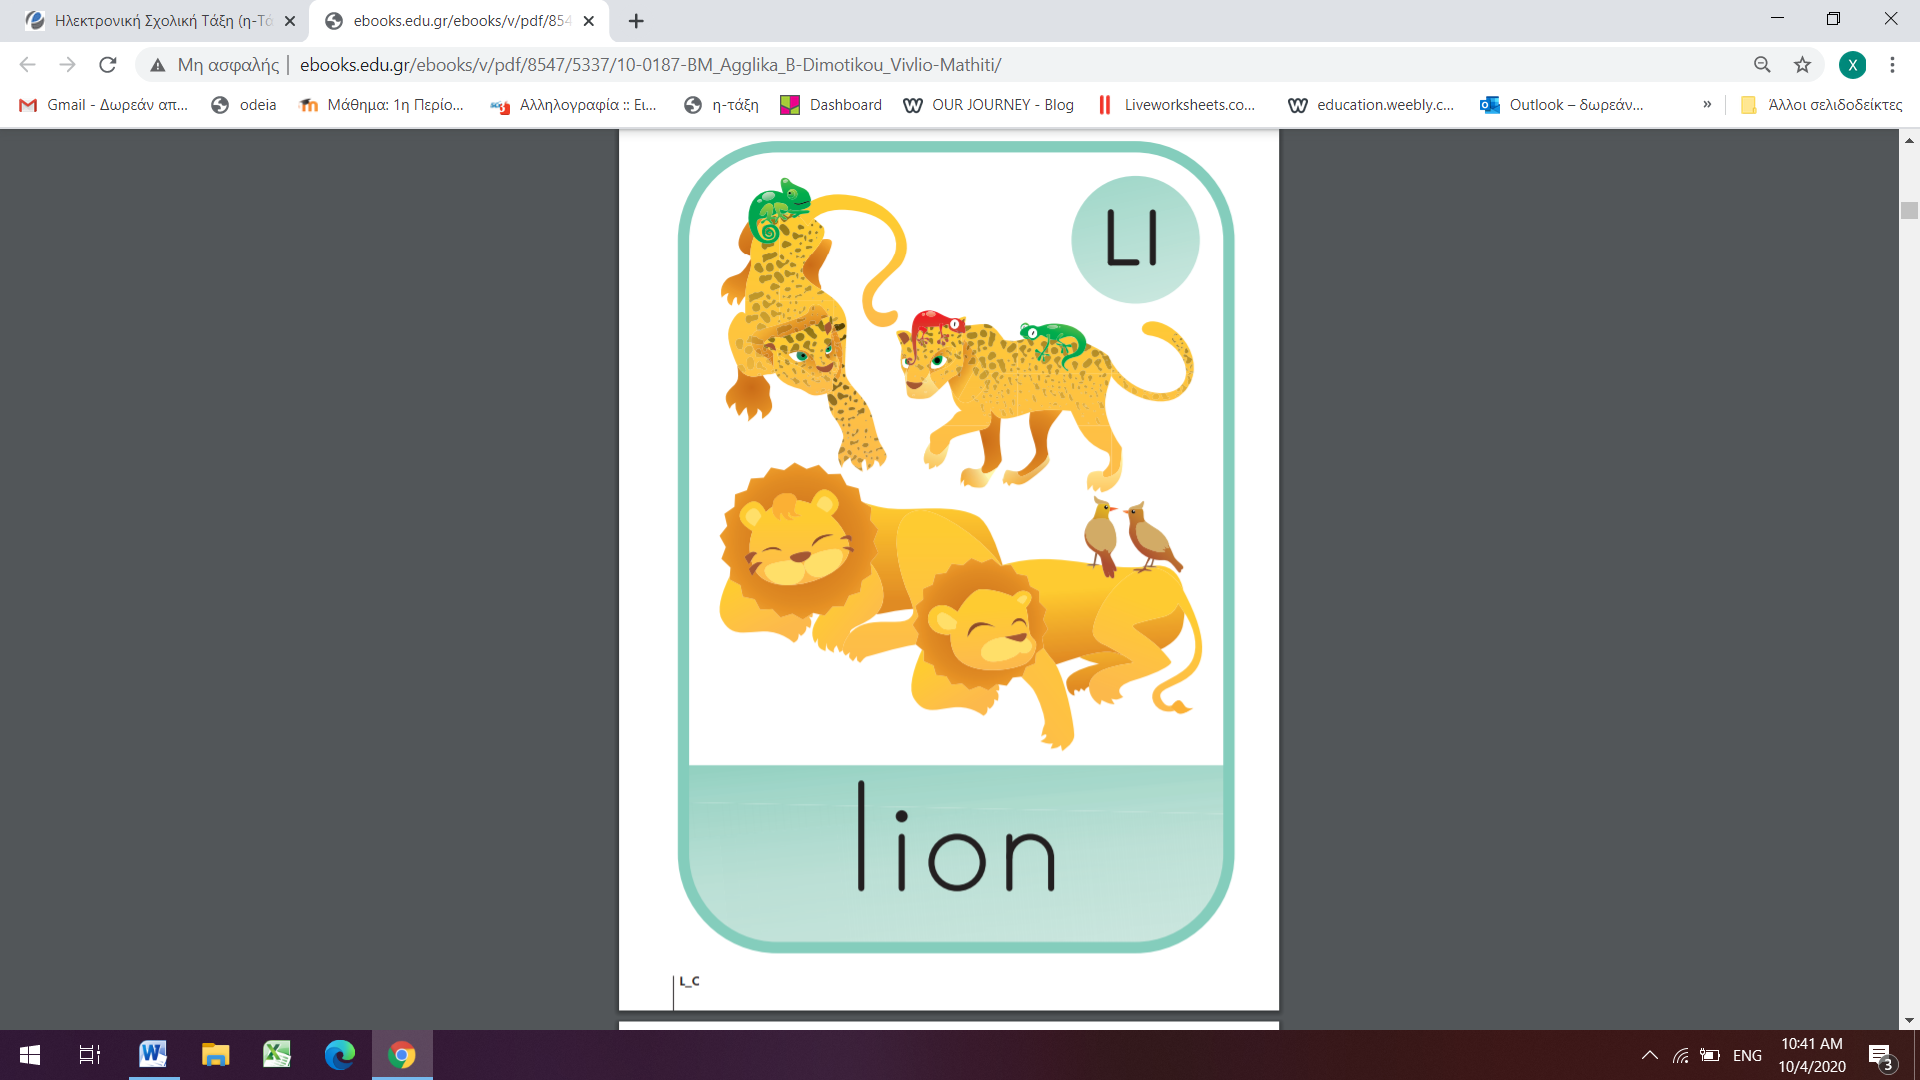 Ηλεκτρονική Σχολική Τάξη (η-Τά
ebooks.edu.gr/ebooks/v/pdf/854
Μη ασφαλής | ebooks.edu.gr/ebooks/v/pdf/8547/5337/10-0187-BM_Agglika_B-Dimotikou_Vivlio-Mathiti/
X
Gmail - Δωρεάν απ... odeia Μάθημα: 1η Περίο... Αλληλογραφία :: Ει... η-τάξη Dashboard OUR JOURNEY - Blog Liveworksheets.co... education.weebly.c... Outlook – δωρεάν... » Άλλοι σελιδοδείκτες
Ll
lion
L_C
ENG
10:41 AM
10/4/2020
3